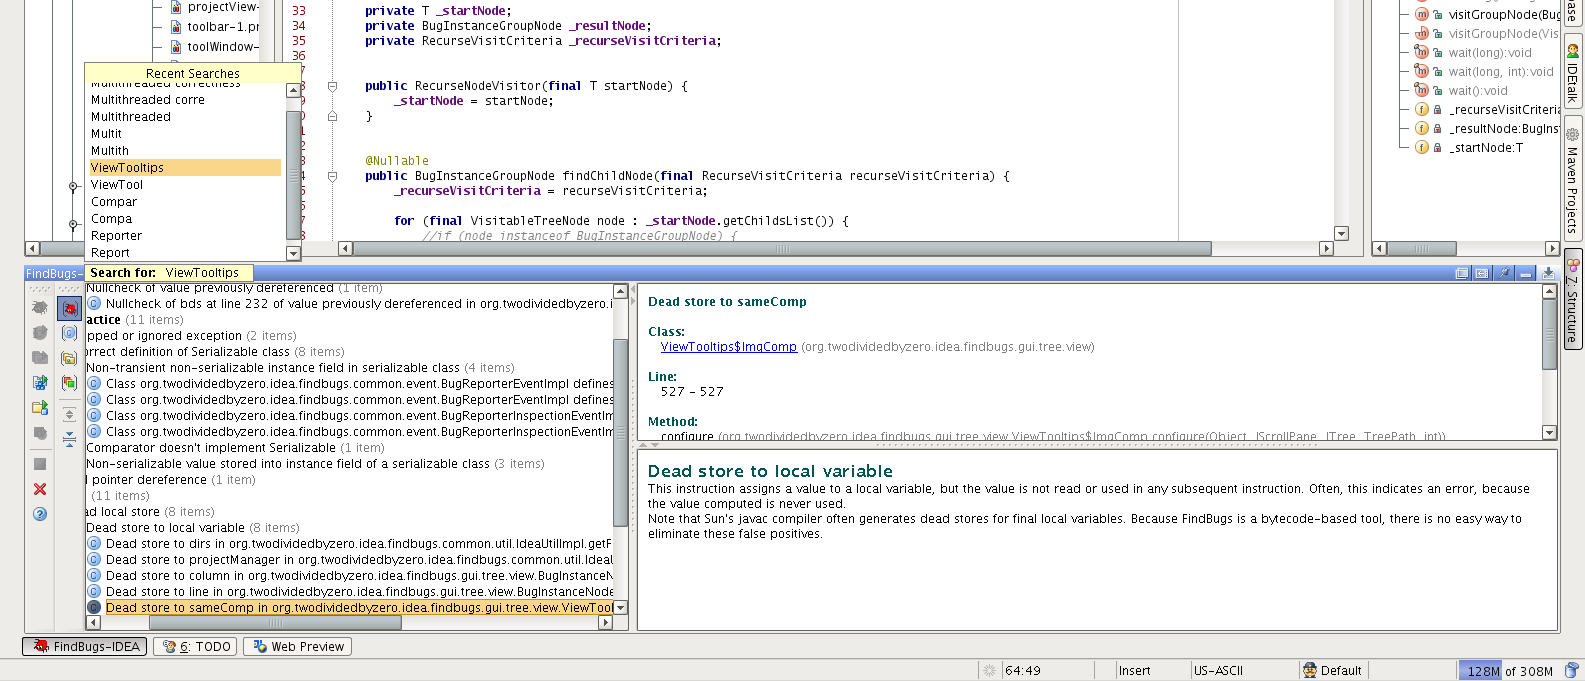 projectView-
toolbar-1.pr
toolWindow-
Recent Searches
Multithreaded correctness
Multithreaded corre
Multithreaded
Multit
Multith
ViewTooltips
ViewTool
Compar
Compa
Reporter
Report
Search for: ViewTooltips
33 private T _startNode;
34 private BugInstanceGroupNode _resultNode;
35 private RecurseVisitCriteria _recurseVisitCriteria;
36
public RecurseNodeVisitor(final T startNode) {
_startNode = startNode;
}
@Nullable
public BugInstanceGroupNode findChildNode(final RecurseVisitCriteria recurseVisitCriteria) {
_recurseVisitCriteria = recurseVisitCriteria;
for (final VisitableTreeNode node : _startNode.getChildsList()) {
//if (node instanceof BugInstanceGroupNode) {
visitGroupNode(Bug
visitGroupNode(Vis
wait(long):void
wait(long, int):void
wait():void
_recurseVisitCriteria
_resultNode:BugIns
_startNode:T
ase
IDEtalk
Maven Projects
7: Structure
FindBugs-
Nullcheck of value previously dereferenced (1 item)
Nullcheck of bds at line 232 of value previously dereferenced in org.twodividedbyzero.i
actice (11 items)
pped or ignored exception (2 items)
orrect definition of Serializable class (8 items)
Non-transient non-serializable instance field in serializable class (4 items)
Class org.twodividedbyzero.idea.findbugs.common.event.BugReporterEventImpl defines
Class org.twodividedbyzero.idea.findbugs.common.event.BugReporterEventImpl defines
Class org.twodividedbyzero.idea.findbugs.common.event.BugReporterInspectionEventIm
Class org.twodividedbyzero.idea.findbugs.common.event.BugReporterInspectionEventIm
Comparator doesn't implement Serializable (1 item)
Non-serializable value stored into instance field of a serializable class (3 items)
l pointer dereference (1 item)
(11 items)
ad local store (8 items)
Dead store to local variable (8 items)
Dead store to dirs in org.twodividedbyzero.idea.findbugs.common.util.IdeaUtilImpl.getF
Dead store to projectManager in org.twodividedbyzero.idea.findbugs.common.util.IdeaU
Dead store to column in org.twodividedbyzero.idea.findbugs.gui.tree.view.BugInstanceN
Dead store to line in org.twodividedbyzero.idea.findbugs.gui.tree.view.BugInstanceNode
Dead store to sameComp in org.twodividedbyzero.idea.findbugs.gui.tree.view.ViewTool
Dead store to sameComp
Class:
ViewTooltips$ImgComp (org.twodividedbyzero.idea.findbugs.gui.tree.view)
Line:
527 - 527
Method:
configure (org.twodividedbyzero.idea.findbugs.gui.tree.view.ViewTooltips$ImgComp.configure(Object, JScrollPane, JTree, TreePath, int))
Dead store to local variable
This instruction assigns a value to a local variable, but the value is not read or used in any subsequent instruction. Often, this indicates an error, because
the value computed is never used.
Note that Sun's javac compiler often generates dead stores for final local variables. Because FindBugs is a bytecode-based tool, there is no easy way to
eliminate these false positives.
FindBugs-IDEA
6: TODO
Web Preview
64:49
Insert
US-ASCII
Default
128M of 308M